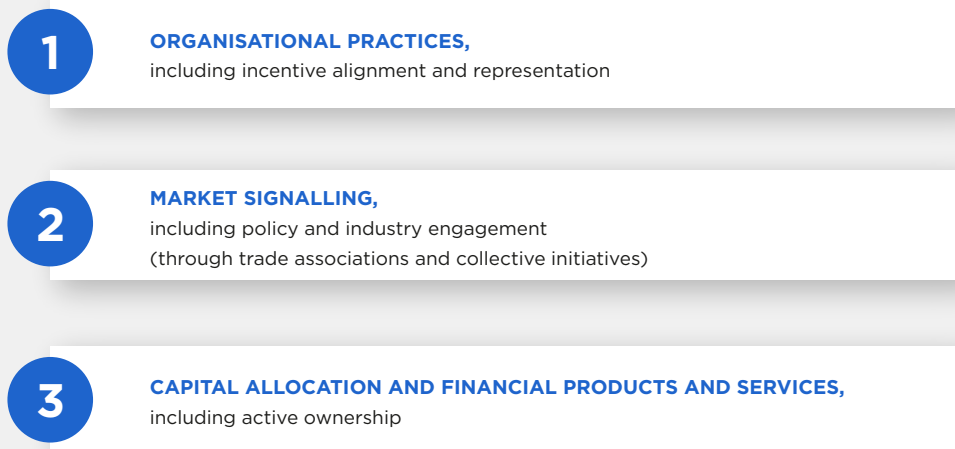 1
ORGANISATIONAL PRACTICES,
including incentive alignment and representation
2
MARKET SIGNALLING,
including policy and industry engagement
(through trade associations and collective initiatives)
3
CAPITAL ALLOCATION AND FINANCIAL PRODUCTS AND SERVICES,
including active ownership